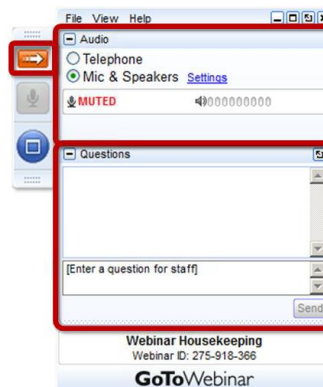 File View Help
Audio
Telephone
Mic & Speakers Settings
MUTED 000000000
Questions
[Enter a question for staff]
Send
Webinar Housekeeping
Webinar ID: 275-918-366
GoToWebinar